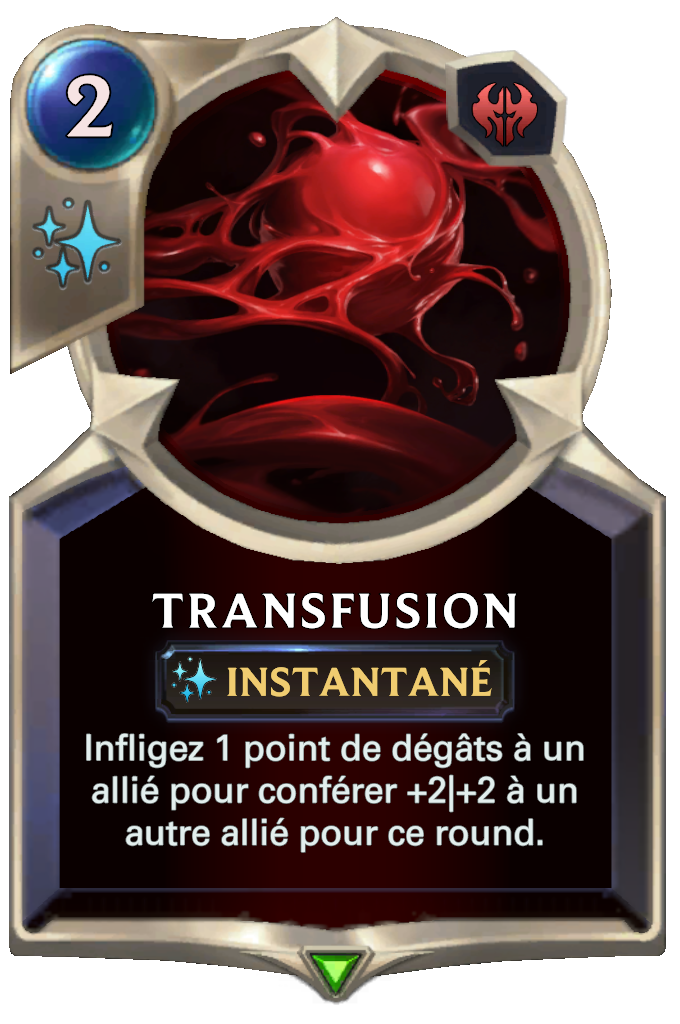 2
TRANSFUSION
INSTANTANÉ
Infligez 1 point de dégâts à un
allié pour conférer +2|+2 à un
autre allié pour ce round.